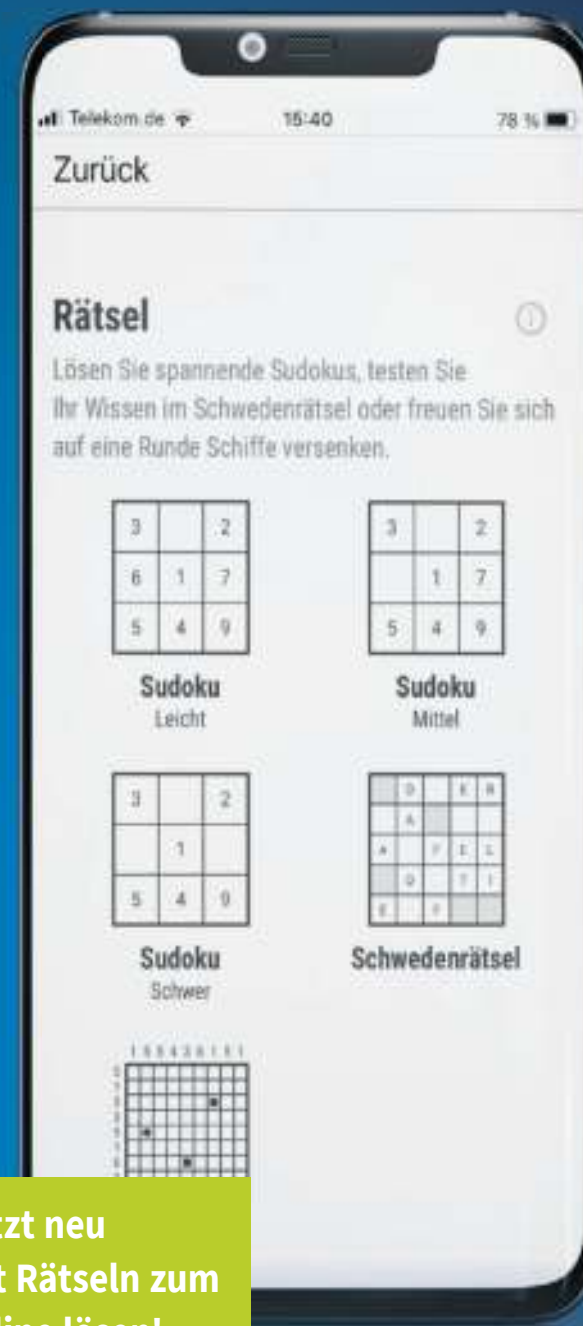 Telekom.de 15:40 78 %
Zurück
Rätsel
Lösen Sie spannende Sudokus, testen Sie
Ihr Wissen im Schwedenrätsel oder freuen Sie sich
auf eine Runde Schiffe versenken.
3 2
6 1 7
5 4 9
Sudoku
Leicht
3 2
1 7
5 4 9
Sudoku
Mittel
3 2
1
5 4 9
Sudoku
Schwer
D E R
A
A F E L
O T I
E F
Schwedenrätsel
tzt neu
t Rätseln zum